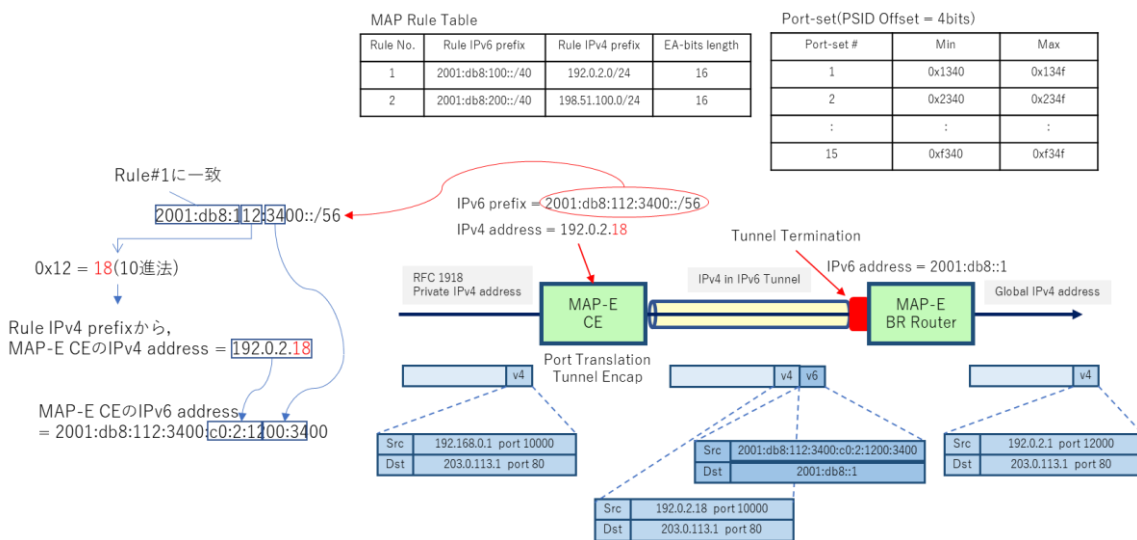 MAP Rule Table
Rule No. Rule IPv6 prefix Rule IPv4 prefix EA-bits length
1 2001:db8:100::/40 192.0.2.0/24 16
2 2001:db8:200::/40 198.51.100.0/24 16
Port-set(PSID Offset = 4bits)
Port-set # Min Max
1 0x1340 0x134f
2 0x2340 0x234f
: : :
15 0xf340 0xf34f
Rule#1に一致
2001:db8:112:3400::/56
0x12 = 18(10進法)
Rule IPv4 prefixから,
MAP-E CEのIPv4 address = 192.0.2.18
MAP-E CEのIPv6 address
= 2001:db8:112:3400:c0:2:1200:3400
IPv6 prefix = 2001:db8:112:3400::/56
IPv4 address = 192.0.2.18
Tunnel Termination
IPv6 address = 2001:db8::1
RFC 1918
Private IPv4 address
IPv4 in IPv6 Tunnel
Global IPv4 address
MAP-E
CE
MAP-E
BR Router
Port Translation
Tunnel Encap
v4
v4 v6
v4
Src 192.168.0.1 port 10000
Dst 203.0.113.1 port 80
Src 2001:db8:112:3400:c0:2:1200:3400
Dst 2001:db8::1
Src 192.0.2.18 port 10000
Dst 203.0.113.1 port 80
Src 192.0.2.1 port 12000
Dst 203.0.113.1 port 80